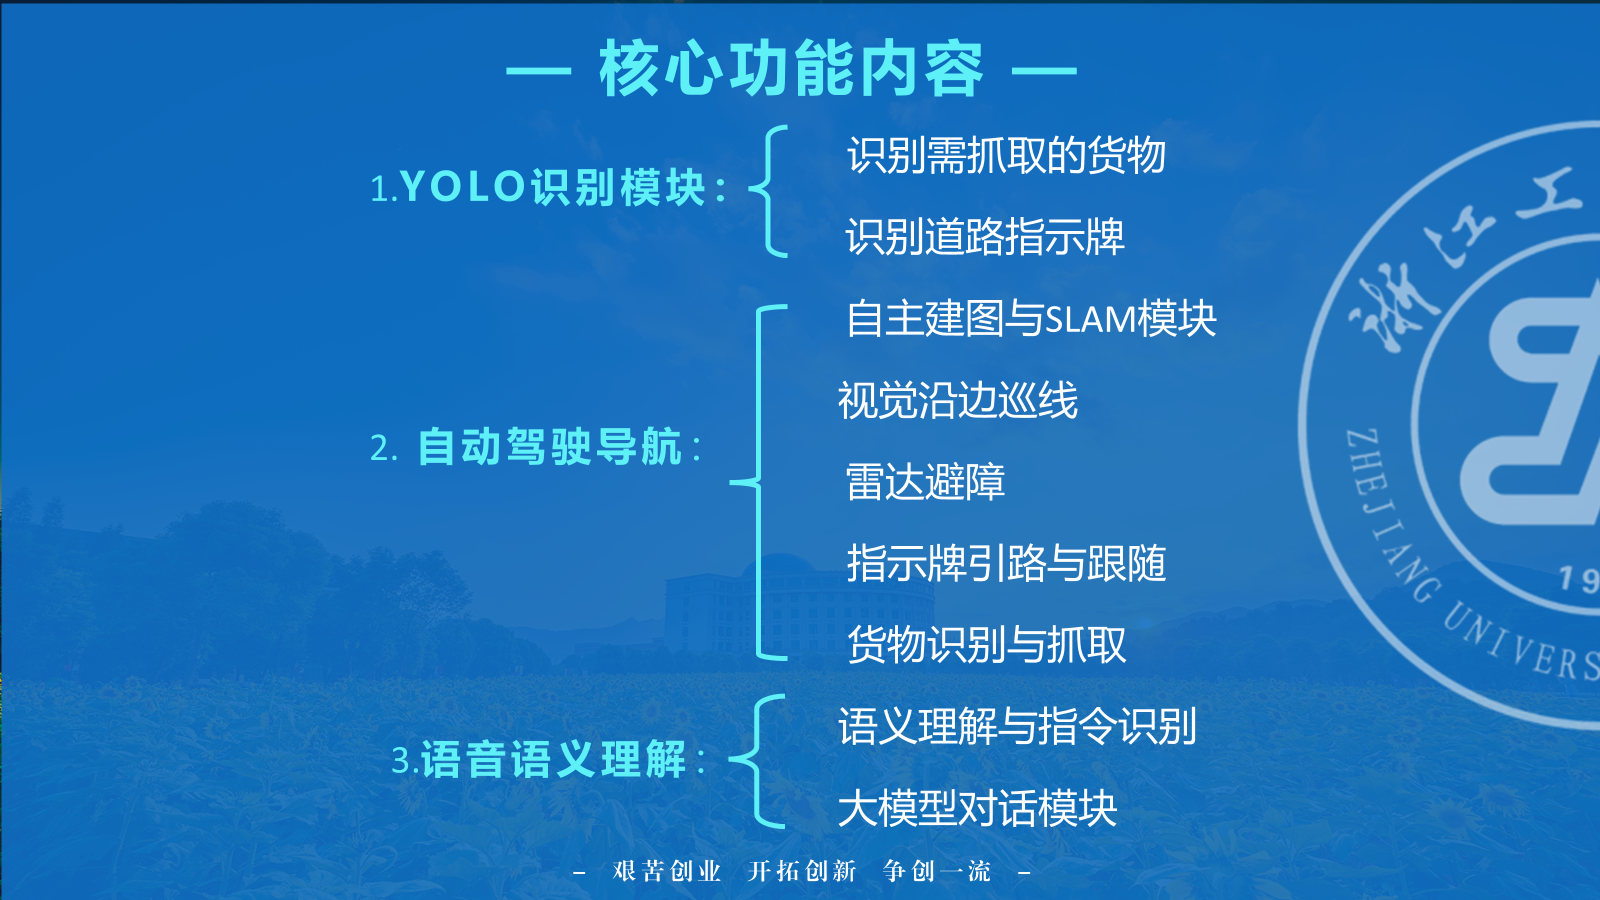 — 核心功能内容 —
1.YOLO识别模块：
识别需抓取的货物
识别道路指示牌
2. 自动驾驶导航：
自主建图与SLAM模块
视觉沿边巡线
雷达避障
指示牌引路与跟随
货物识别与抓取
3.语音语义理解：
语义理解与指令识别
大模型对话模块
浙江工
ZHEJIANG UNIVERS
19
– 艰苦创业 开拓创新 争创一流 –